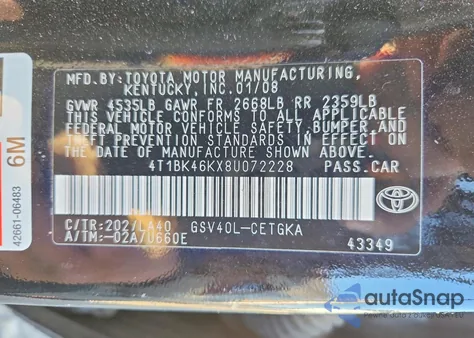 MFD. BY: TOYOTA MOTOR MANUFACTURING,
KENTUCKY, INC. 01/08
GVWR 4535LB GAWR FR 2668LB RR 2359LB
THIS VEHICLE CONFORMS TO ALL APPLICABLE
FEDERAL MOTOR VEHICLE SAFETY, BUMPER, AND
THEFT PREVENTION STANDARDS IN EFFECT ON
THE DATE OF MANUFACTURE SHOWN ABOVE.
4T1BK46KX8U072228 PASS.CAR
C/TR:202/LA40 GSV40L-CETGKA
A/TM:-02A/U660E 43349
TOYOTA
42661-06483
6M
autoSnap